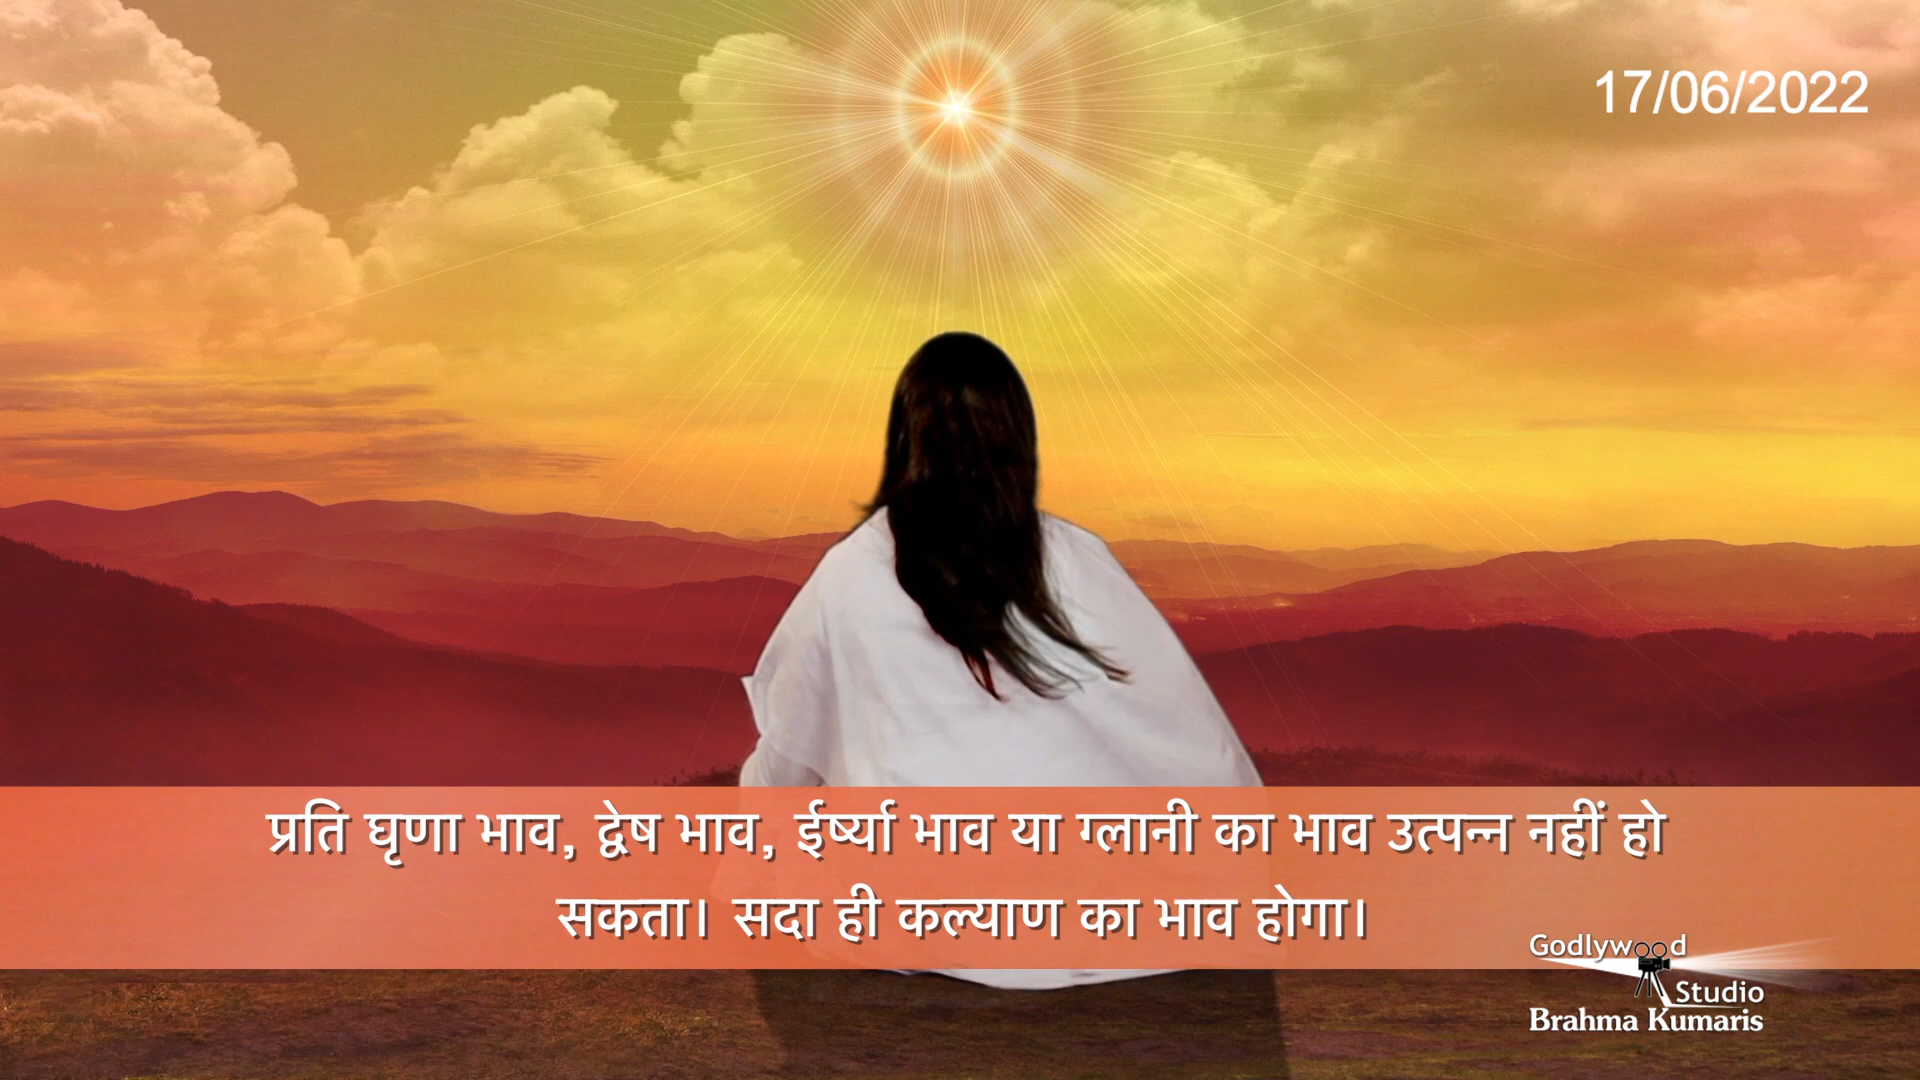 17/06/2022
प्रति घृणा भाव, द्वेष भाव, ईर्ष्या भाव या ग्लानी का भाव उत्पन्न नहीं हो
सकता। सदा ही कल्याण का भाव होगा।
Godlywood
Studio
Brahma Kumaris